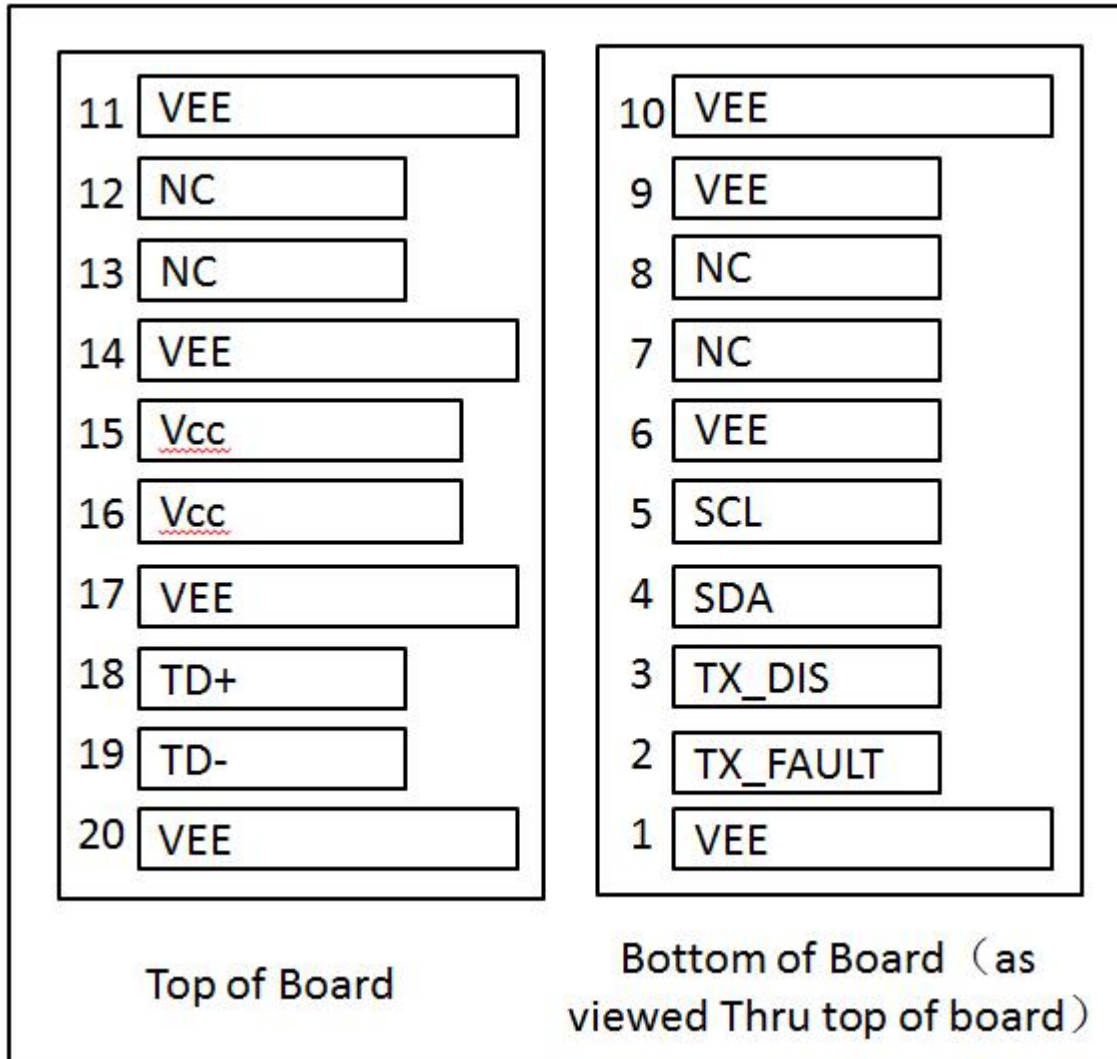 11 VEE
12 NC
13 NC
14 VEE
15 Vcc
16 Vcc
17 VEE
18 TD+
19 TD-
20 VEE
Top of Board
10 VEE
9 VEE
8 NC
7 NC
6 VEE
5 SCL
4 SDA
3 TX_DIS
2 TX_FAULT
1 VEE
Bottom of Board（as
viewed Thru top of board）